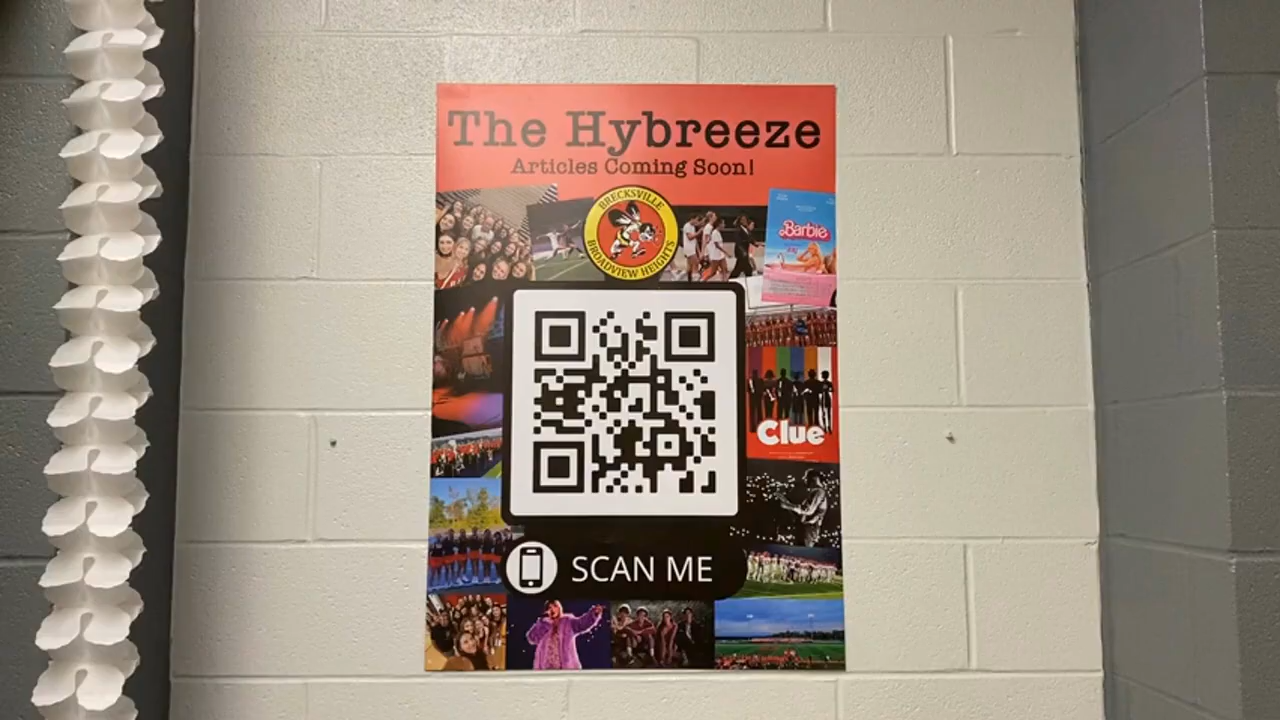 The Hybreeze
Articles Coming Soon!
BRECKSVILLE
BROADVIEW HEIGHTS
Barbie
Clue
SCAN ME